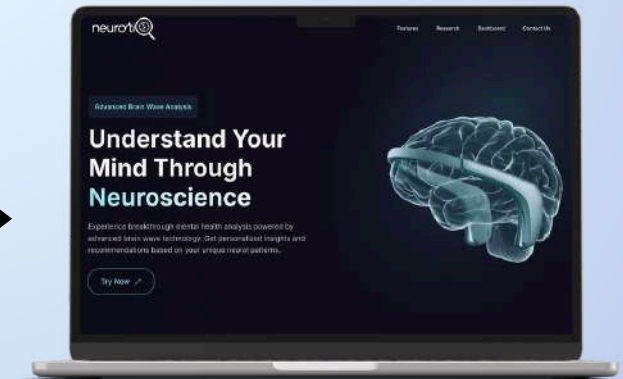 Features Research Dashboard Contact Us
Advanced Brain Wave Analysis
Understand Your
Mind Through
Neuroscience
Experience breakthrough mental health analysis powered by
advanced brain wave technology. Get personalized insights and
recommendations based on your unique neural patterns.
Try Now